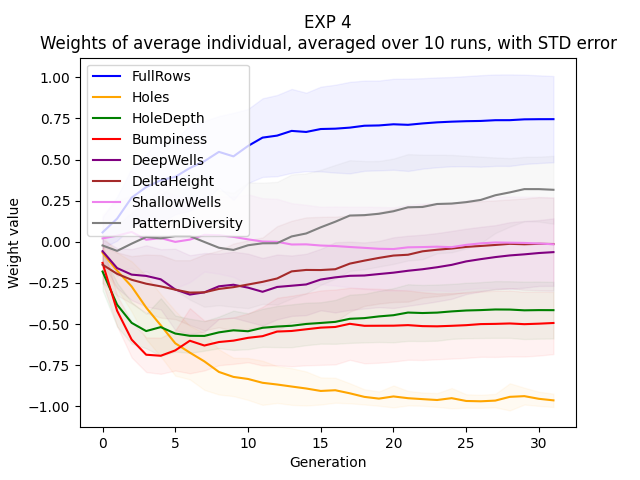 EXP 4
Weights of average individual, averaged over 10 runs, with STD error
1.00
0.75
0.50
0.25
0.00
−0.25
−0.50
−0.75
−1.00
Weight value
FullRows
Holes
HoleDepth
Bumpiness
DeepWells
DeltaHeight
ShallowWells
PatternDiversity
0 5 10 15 20 25 30
Generation